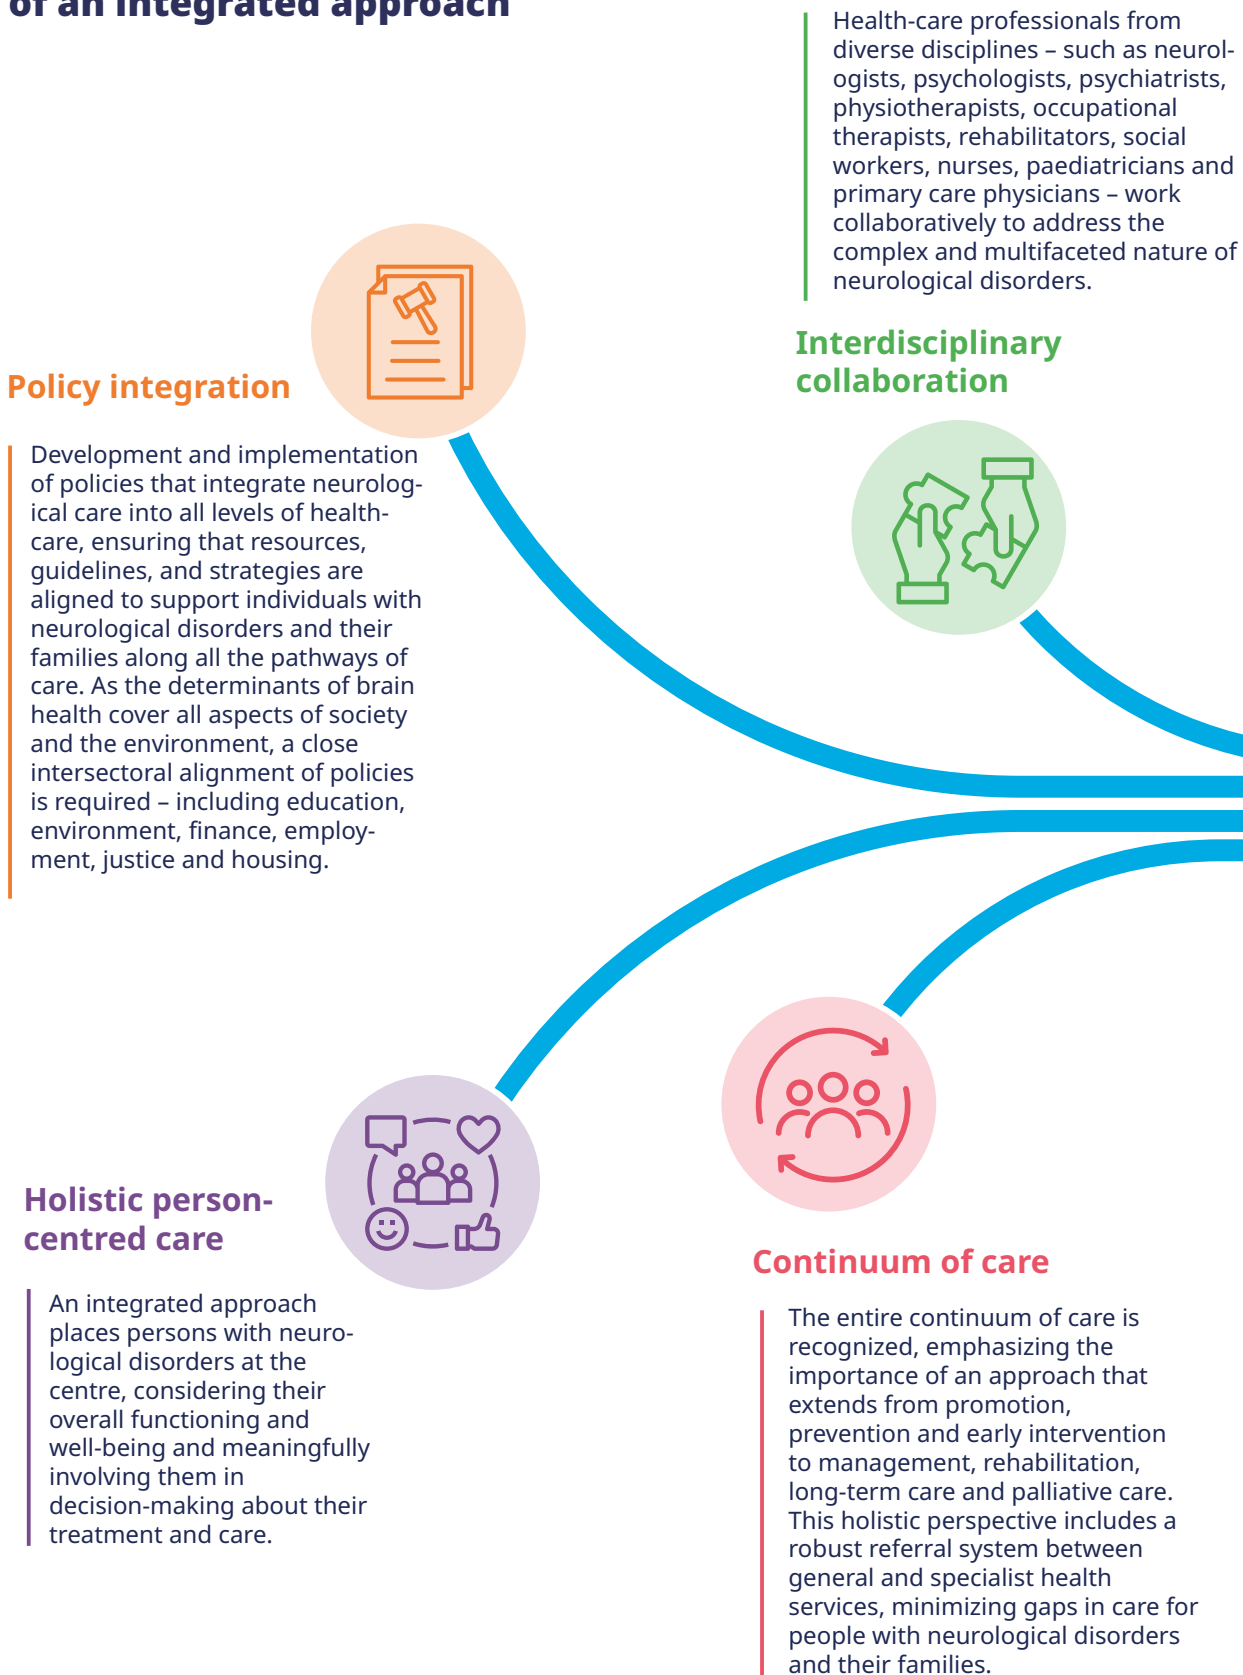 of an integrated approach
Health-care professionals from
diverse disciplines – such as neurol-
ogists, psychologists, psychiatrists,
physiotherapists, occupational
therapists, rehabilitators, social
workers, nurses, paediatricians and
primary care physicians – work
collaboratively to address the
complex and multifaceted nature of
neurological disorders.
Interdisciplinary
collaboration
Policy integration
Development and implementation
of policies that integrate neurolog-
ical care into all levels of health-
care, ensuring that resources,
guidelines, and strategies are
aligned to support individuals with
neurological disorders and their
families along all the pathways of
care. As the determinants of brain
health cover all aspects of society
and the environment, a close
intersectoral alignment of policies
is required – including education,
environment, finance, employ-
ment, justice and housing.
Holistic person-
centred care
An integrated approach
places persons with neuro-
logical disorders at the
centre, considering their
overall functioning and
well-being and meaningfully
involving them in
decision-making about their
treatment and care.
Continuum of care
The entire continuum of care is
recognized, emphasizing the
importance of an approach that
extends from promotion,
prevention and early intervention
to management, rehabilitation,
long-term care and palliative care.
This holistic perspective includes a
robust referral system between
general and specialist health
services, minimizing gaps in care for
people with neurological disorders
and their families.